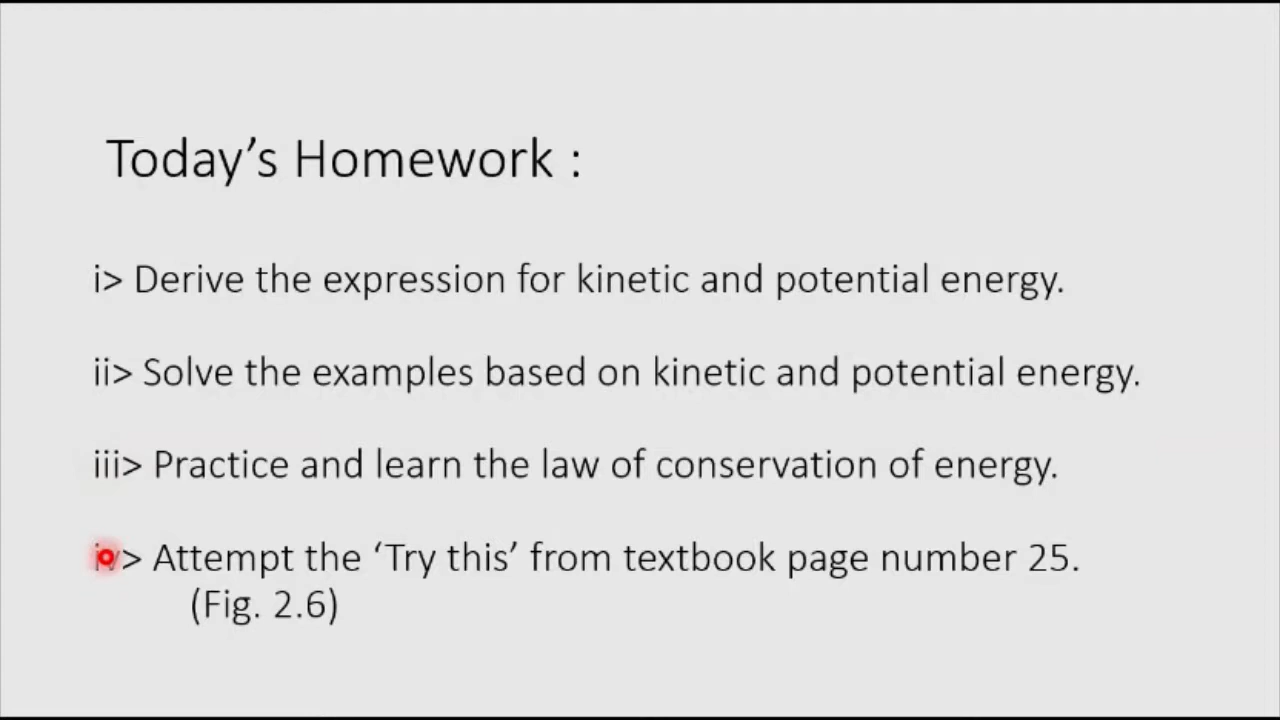 Today’s Homework :
i> Derive the expression for kinetic and potential energy.
ii> Solve the examples based on kinetic and potential energy.
iii> Practice and learn the law of conservation of energy.
iv> Attempt the ‘Try this’ from textbook page number 25.
(Fig. 2.6)